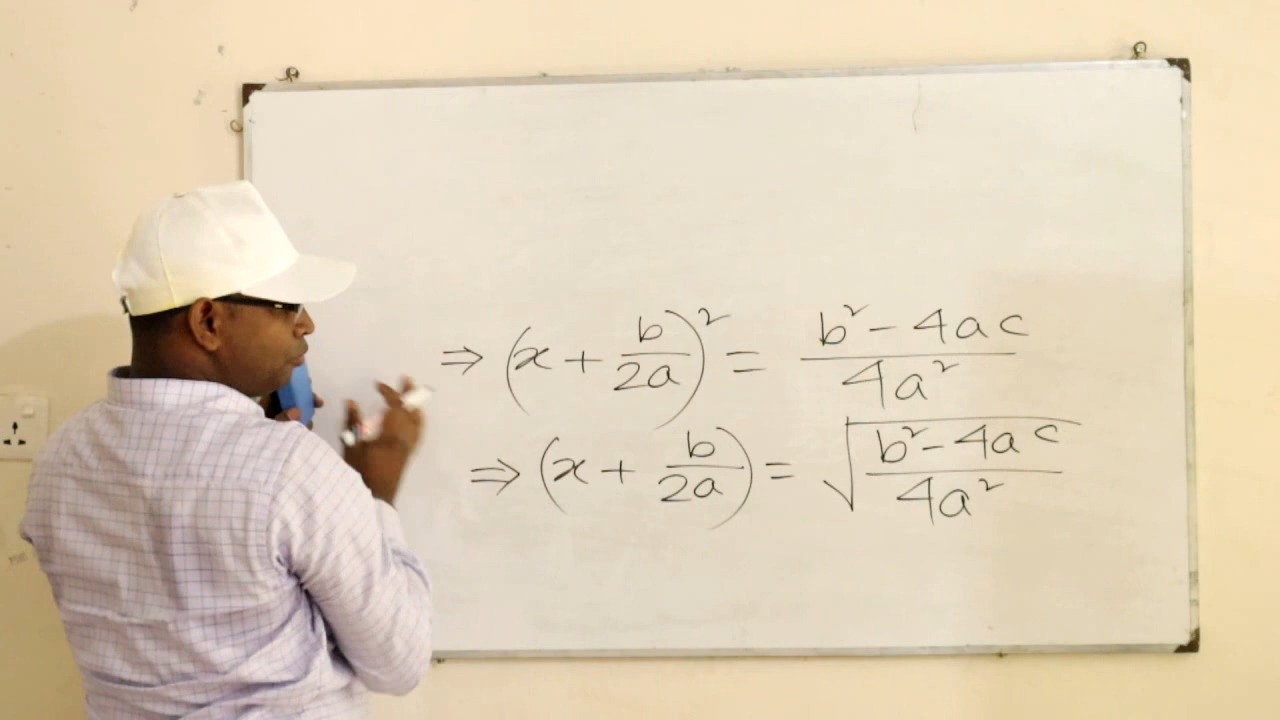 ⇒ (x + b/2a)² = (b² - 4ac)/4a²
⇒ (x + b/2a) = √((b² - 4ac)/4a²)